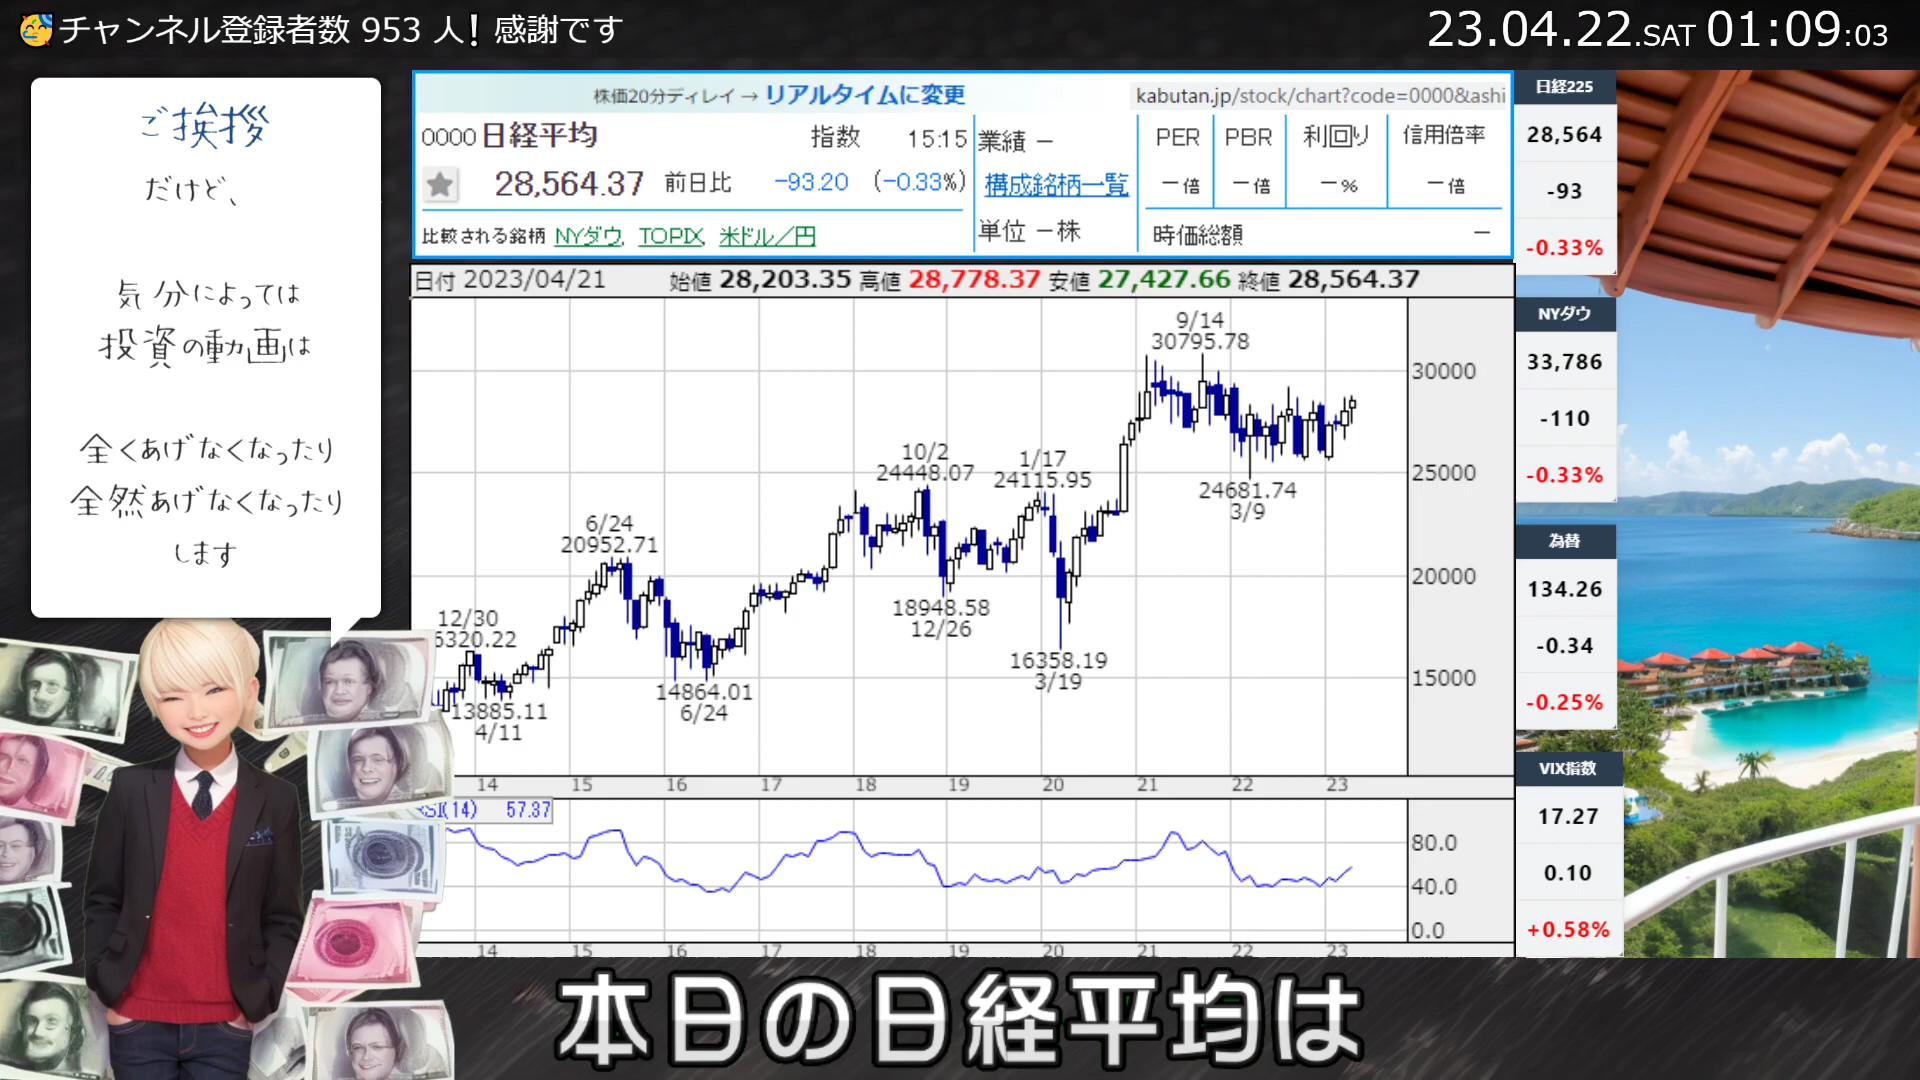 🥳チャンネル登録者数 953 人❕感謝です
23.04.22.SAT 01:09:03
ご挨拶
だけど、
気分によっては
投資の動画は
全くあげなくなったり
全然あげなくなったり
します
株価20分ディレイ → リアルタイムに変更
kabutan.jp/stock/chart?code=0000&ashi
0000 日経平均 指数 15:15
28,564.37 前日比 -93.20 (-0.33%)
比較される銘柄 NYダウ, TOPIX, 米ドル/円
業績 －
構成銘柄一覧
単位 －株
PER PBR 利回り 信用倍率
－倍 －倍 －% －倍
時価総額 －
日付 2023/04/21 始値 28,203.35 高値 28,778.37 安値 27,427.66 終値 28,564.37
9/14
30795.78
10/2
24448.07
1/17
24115.95
24681.74
3/9
6/24
20952.71
18948.58
12/26
12/30
6320.22
16358.19
3/19
14864.01
6/24
13885.11
4/11
30000
25000
20000
15000
14 15 16 17 18 19 20 21 22 23
RSI(14) 57.37
80.0
40.0
0.0
14 15 16 17 18 19 20 21 22 23
日経225
28,564
-93
-0.33%
NYダウ
33,786
-110
-0.33%
為替
134.26
-0.34
-0.25%
VIX指数
17.27
0.10
+0.58%
本日の日経平均は